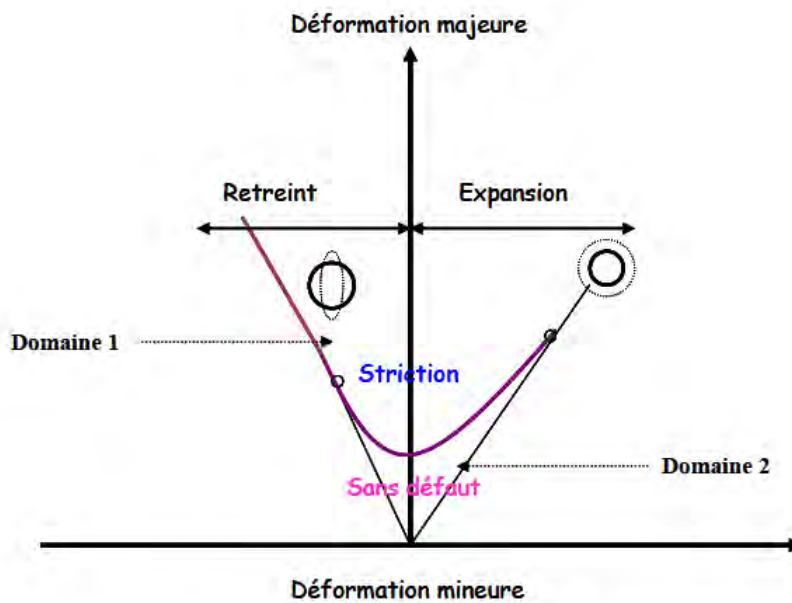 Déformation majeure
Retreint
Expansion
Domaine 1
Striction
Domaine 2
Sans défaut
Déformation mineure